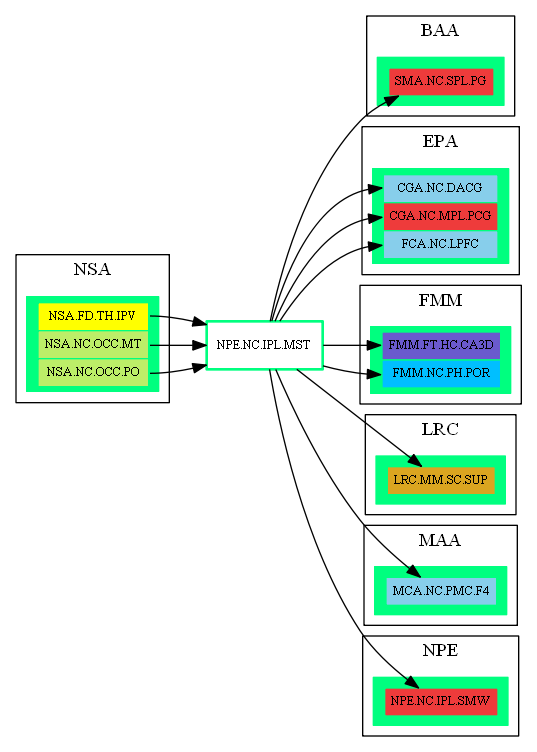 NSA
NSA.FD.TH.IPV
NSA.NC.OCC.MT
NSA.NC.OCC.PO
NPE.NC.IPL.MST
BAA
SMA.NC.SPL.PG
EPA
CGA.NC.DACG
CGA.NC.MPL.PCG
FCA.NC.LPFC
FMM
FMM.FT.HC.CA3D
FMM.NC.PH.POR
LRC
LRC.MM.SC.SUP
MAA
MCA.NC.PMC.F4
NPE
NPE.NC.IPL.SMW